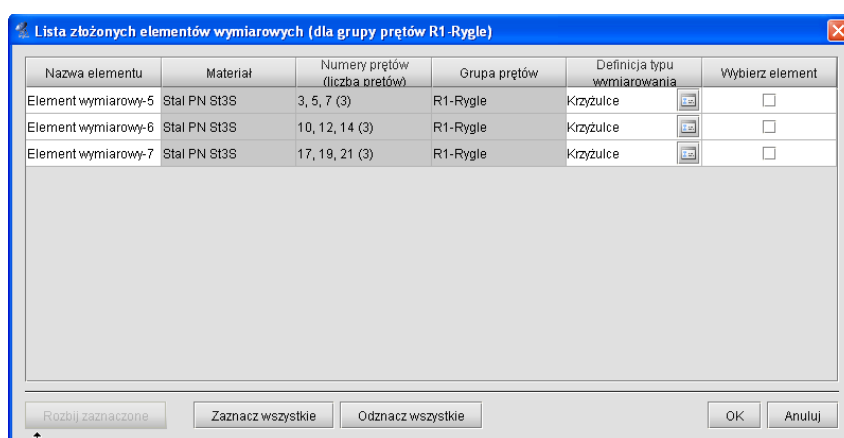 Lista złożonych elementów wymiarowych (dla grupy prętów R1-Rygle)
Nazwa elementu Materiał Numery prętów (liczba prętów) Grupa prętów Definicja typu wymiarowania Wybierz element
Element wymiarowy-5 Stal PN St3S 3, 5, 7 (3) R1-Rygle Krzyżulce
Element wymiarowy-6 Stal PN St3S 10, 12, 14 (3) R1-Rygle Krzyżulce
Element wymiarowy-7 Stal PN St3S 17, 19, 21 (3) R1-Rygle Krzyżulce
Rozbij zaznaczone Zaznacz wszystkie Odznacz wszystkie OK Anuluj